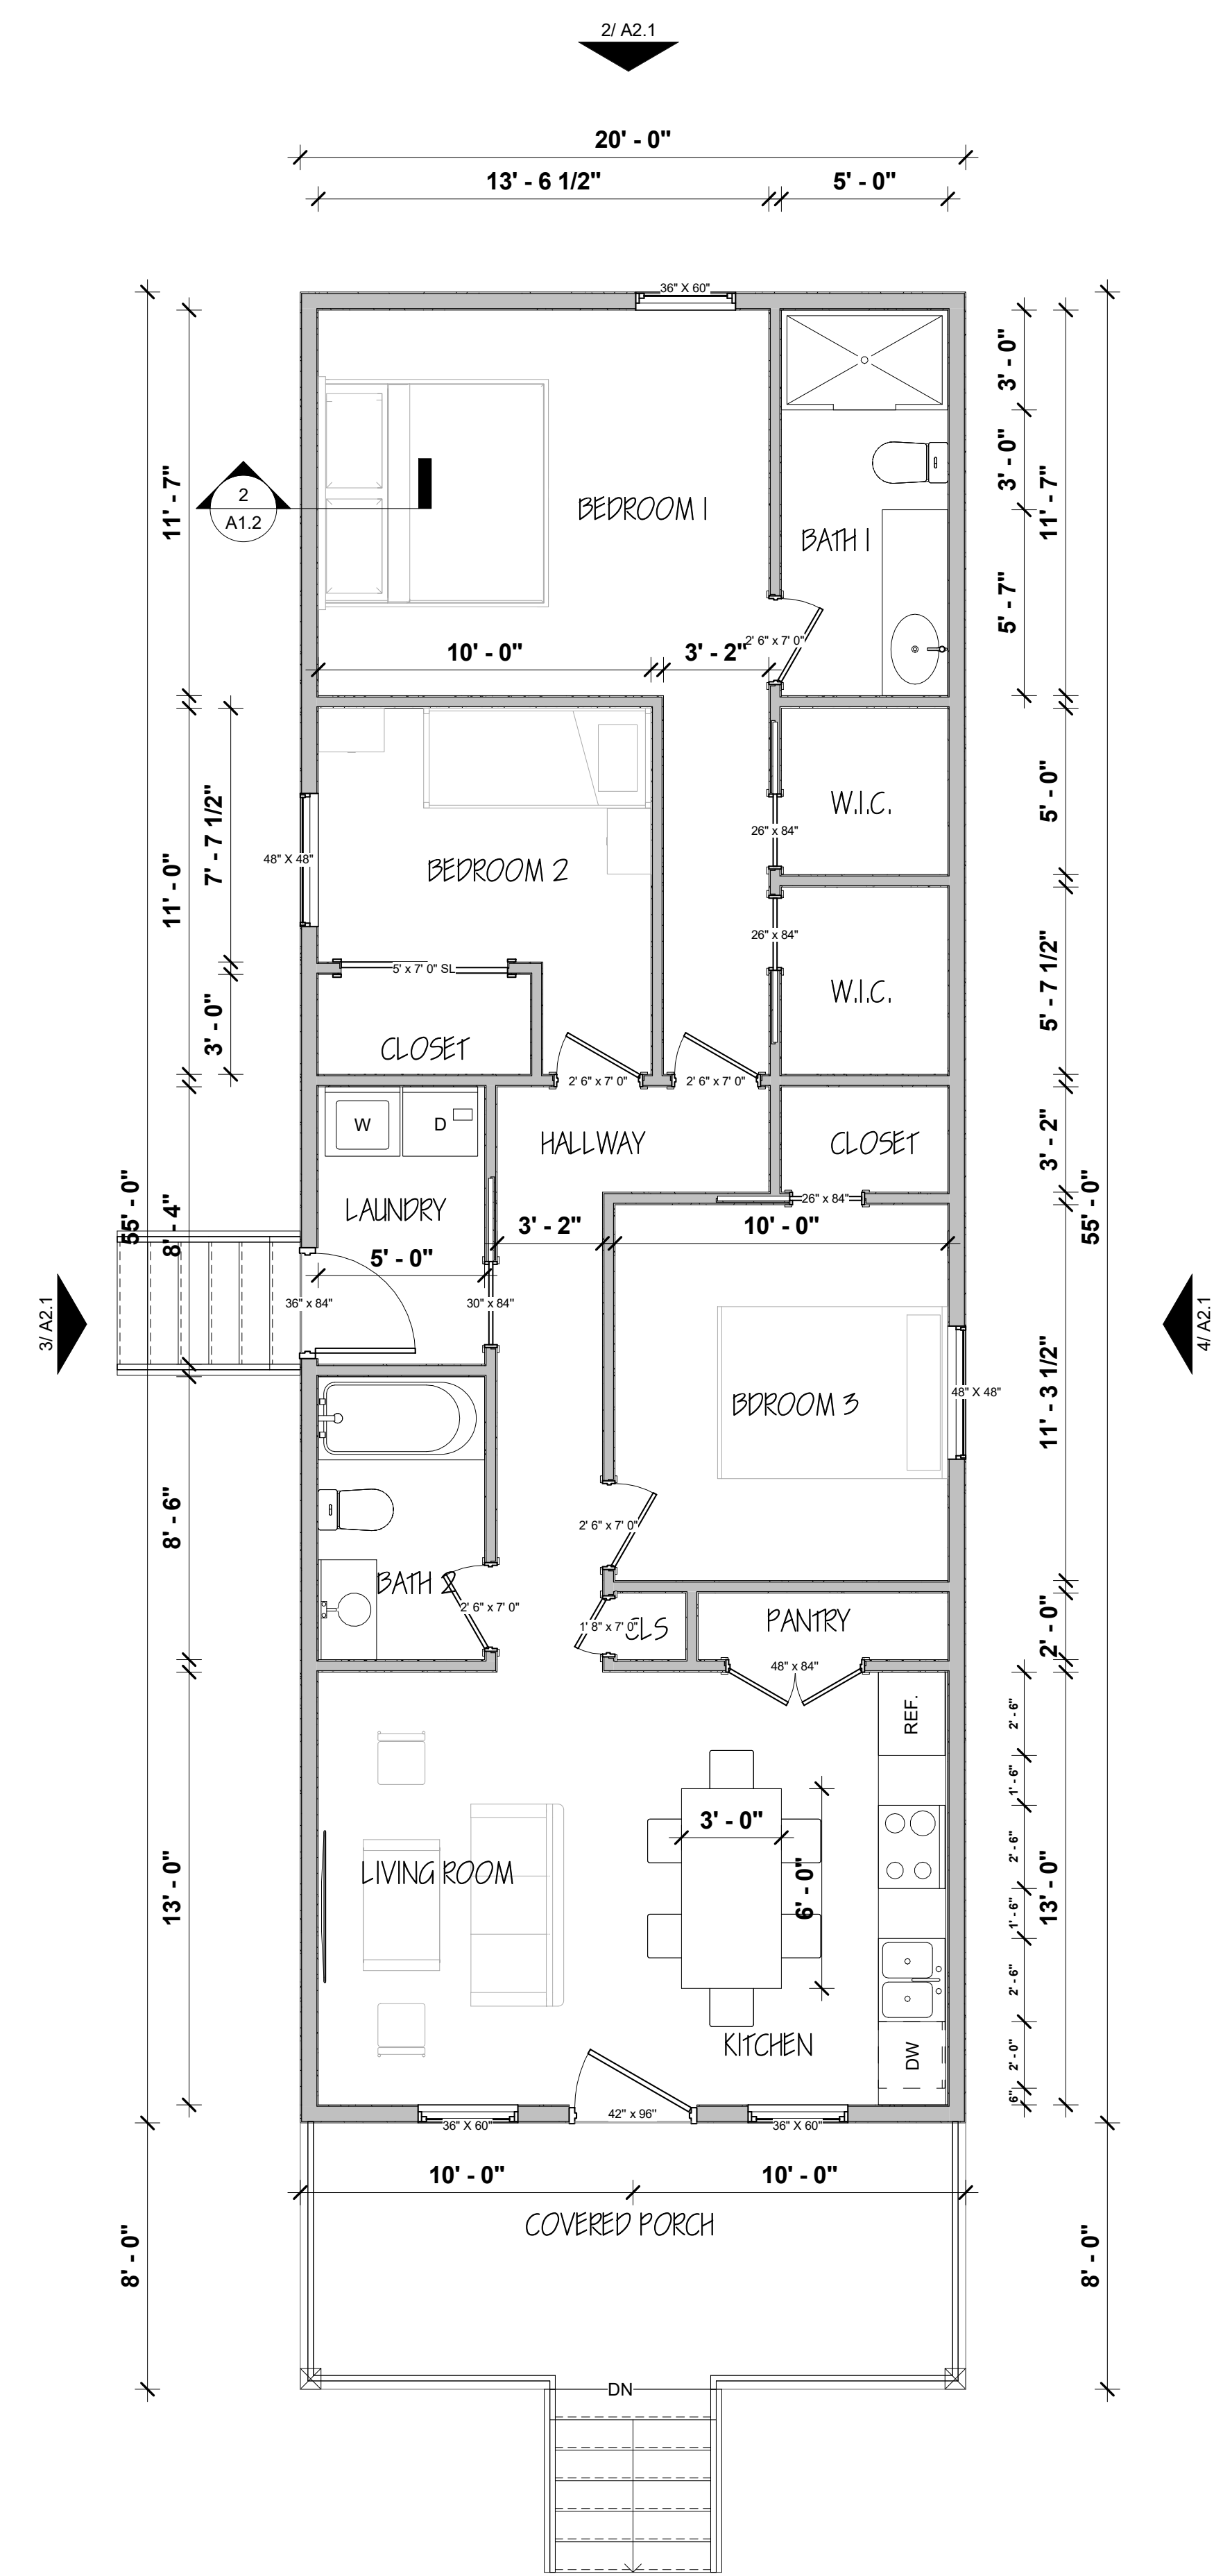 2/ A2.1
20' - 0"
13' - 6 1/2"
5' - 0"
36" X 60"
3' - 0"
11' - 7"
2
A1.2
3' - 0"
11' - 7"
BEDROOM 1
BATH 1
5' - 7"
2' 6" x 7' 0"
10' - 0"
3' - 2"
W.I.C.
5' - 0"
26" x 84"
7' - 7 1/2"
48" X 48"
BEDROOM 2
11' - 0"
26" x 84"
5' - 7 1/2"
5' x 7' 0" SL
W.I.C.
3' - 0"
CLOSET
2' 6" x 7' 0"
2' 6" x 7' 0"
W
D
HALLWAY
CLOSET
3' - 2"
26" x 84"
55' - 0"
8' - 4"
LAUNDRY
3' - 2"
10' - 0"
55' - 0"
5' - 0"
36" x 84"
30" x 84"
3/ A2.1
4/ A2.1
48" X 48"
11' - 3 1/2"
BDROOM 3
8' - 6"
2' 6" x 7' 0"
BATH 2
2' 6" x 7' 0"
1' 8" x 7' 0"
CLS
PANTRY
2' - 0"
48" x 84"
REF.
2' - 6"
1' - 6"
3' - 0"
2' - 6"
LIVING ROOM
6' - 0"
13' - 0"
13' - 0"
1' - 6"
2' - 6"
KITCHEN
DW
2' - 0"
6"
36" X 60"
42" x 96"
36" X 60"
10' - 0"
10' - 0"
COVERED PORCH
8' - 0"
8' - 0"
DN